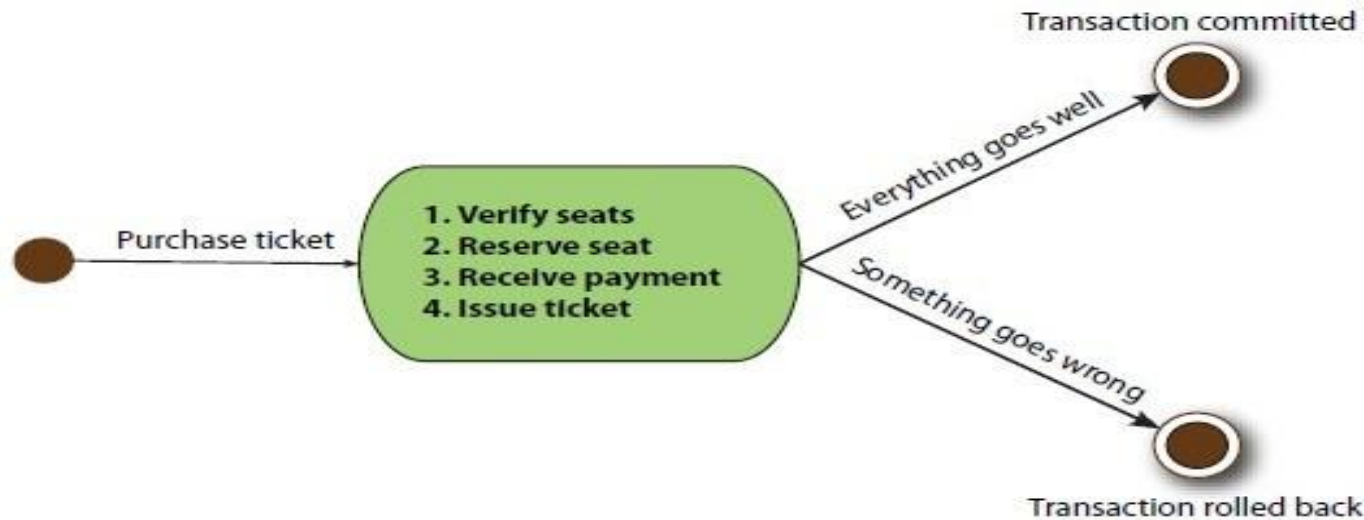 Transaction committed
Everything goes well
Purchase ticket
1. Verify seats
2. Reserve seat
3. Receive payment
4. Issue ticket
Something goes wrong
Transaction rolled back